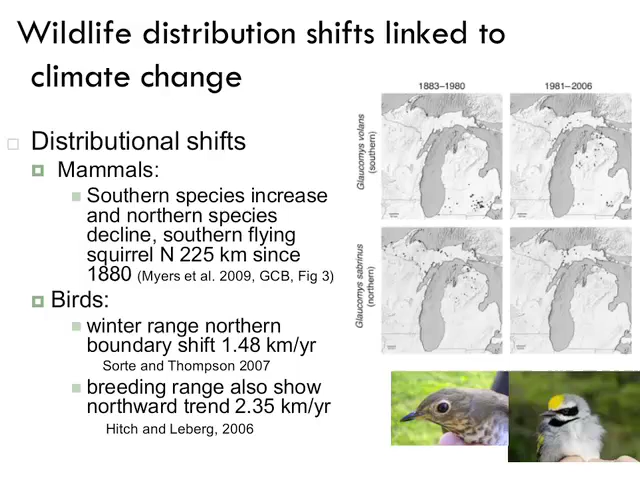 Wildlife distribution shifts linked to
climate change
Distributional shifts
Mammals:
Southern species increase
and northern species
decline, southern flying
squirrel N 225 km since
1880 (Myers et al. 2009, GCB, Fig 3)
Birds:
winter range northern
boundary shift 1.48 km/yr
Sorte and Thompson 2007
breeding range also show
northward trend 2.35 km/yr
Hitch and Leberg, 2006
1883–1980
1981–2006
Glaucomys volans
(southern)
Glaucomys sabrinus
(northern)